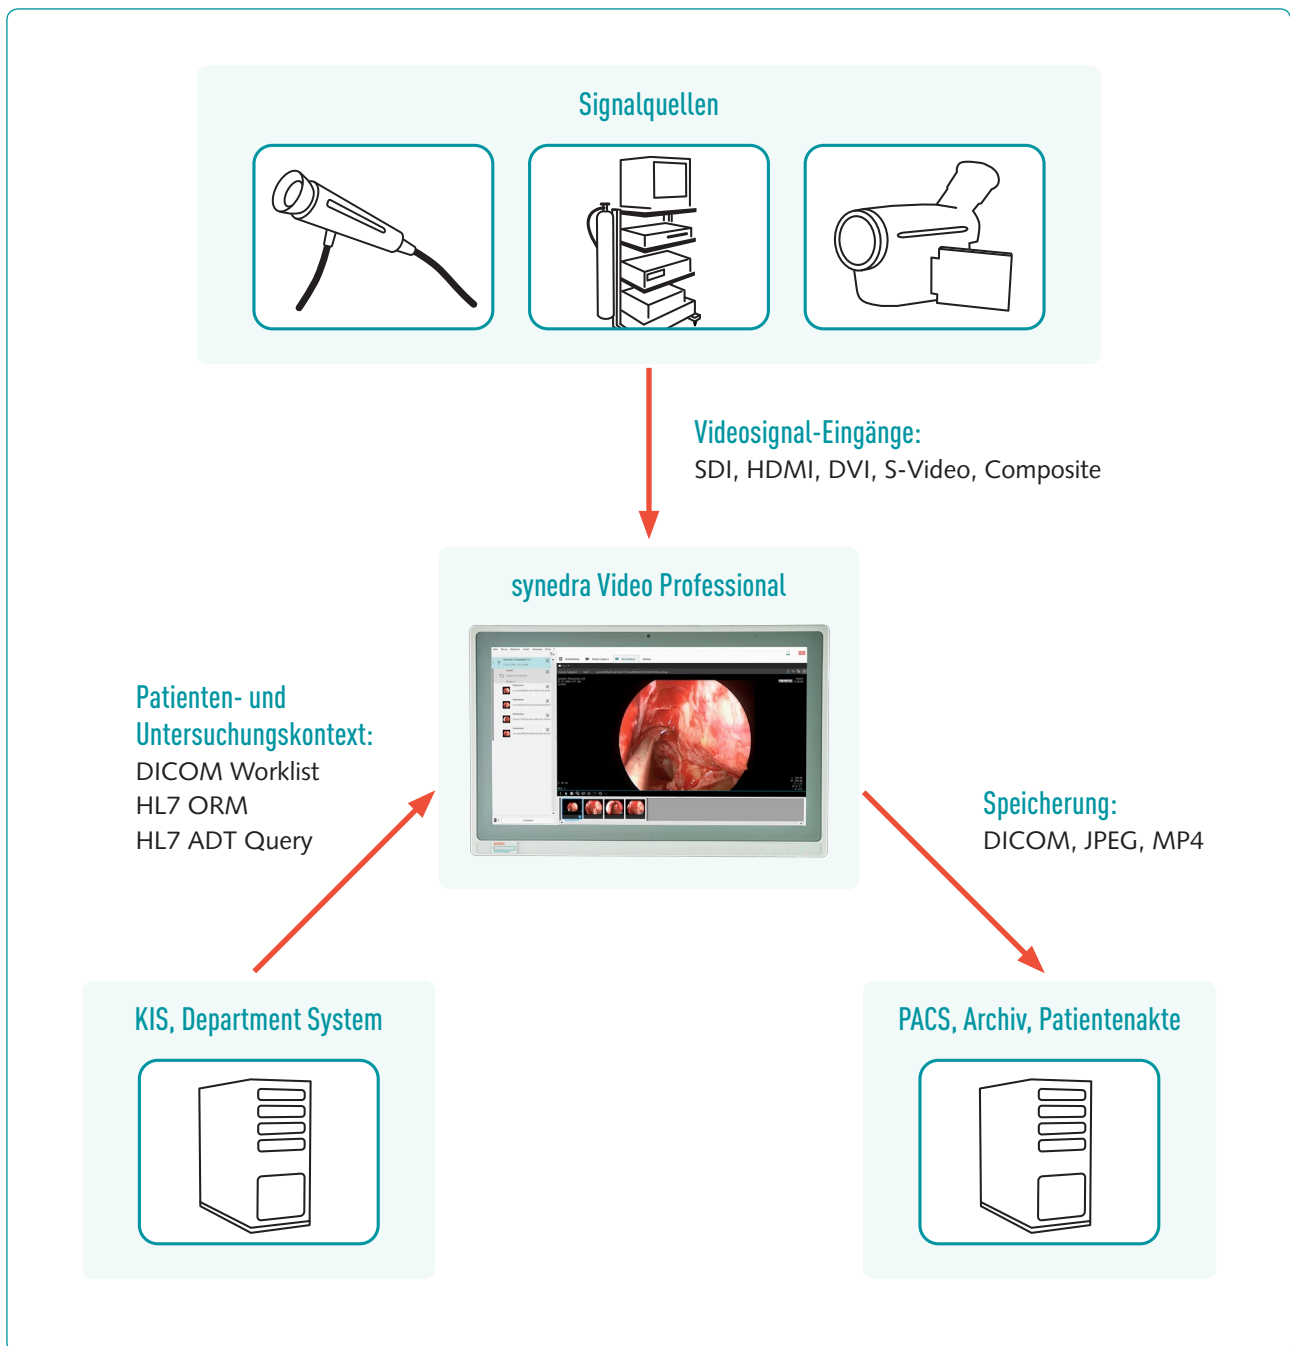 Signalquellen
Videosignal-Eingänge:
SDI, HDMI, DVI, S-Video, Composite
synedra Video Professional
Patienten- und
Untersuchungskontext:
DICOM Worklist
HL7 ORM
HL7 ADT Query
Speicherung:
DICOM, JPEG, MP4
KIS, Department System
PACS, Archiv, Patientenakte